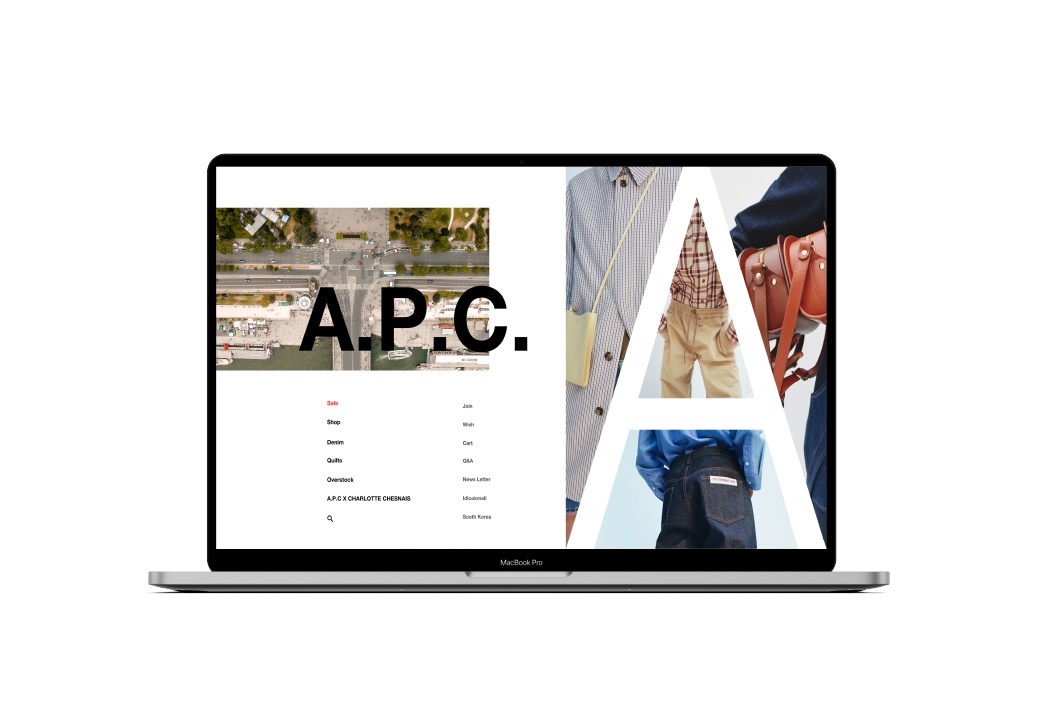 A.P.C.
Sale
Shop
Denim
Quilts
Overstock
A.P.C X CHARLOTTE CHESNAIS
Join
Wish
Cart
Q&A
News Letter
Idlookmall
South Korea
MacBook Pro